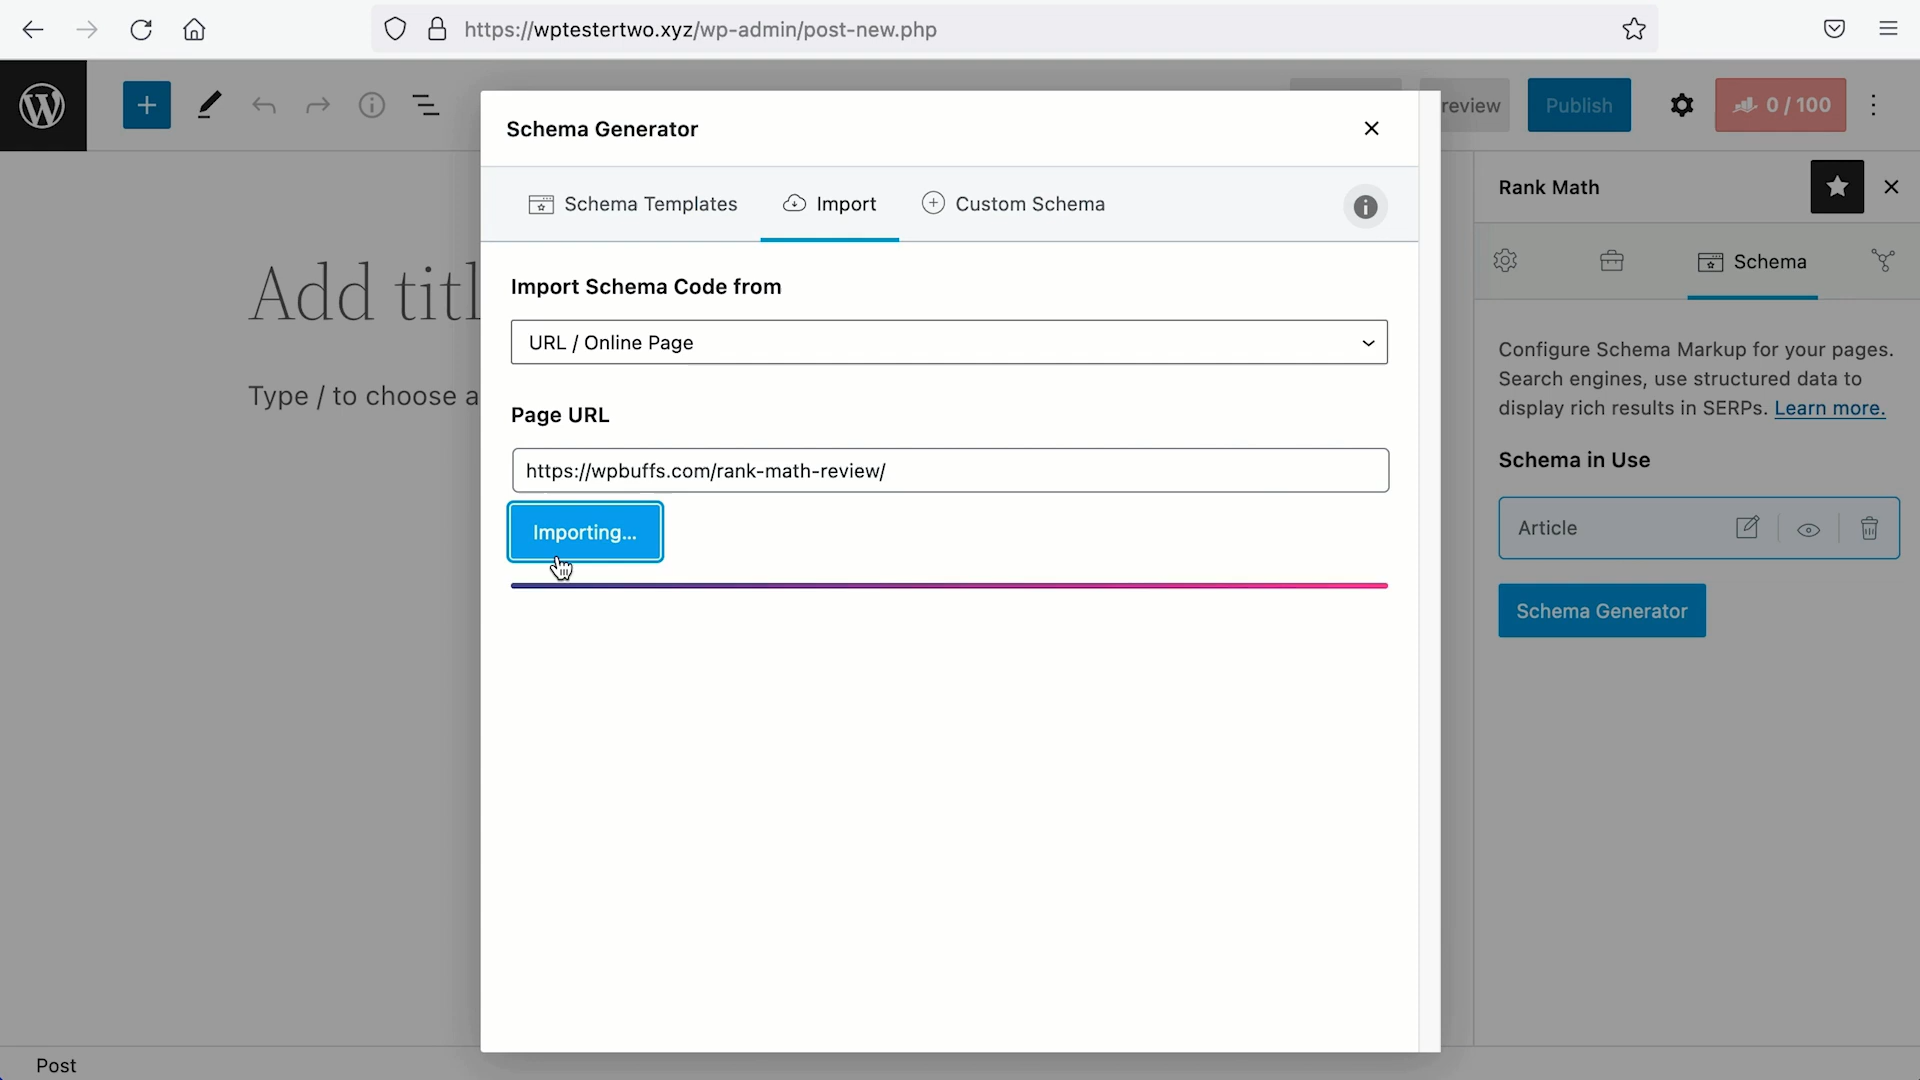 https://wptestertwo.xyz/wp-admin/post-new.php
review
Publish
0 / 100
Schema Generator
Schema Templates
Import
Custom Schema
Rank Math
Schema
Add titl
Type / to choose a
Import Schema Code from
URL / Online Page
Page URL
https://wpbuffs.com/rank-math-review/
Importing...
Configure Schema Markup for your pages.
Search engines, use structured data to
display rich results in SERPs. Learn more.
Schema in Use
Article
Schema Generator
Post